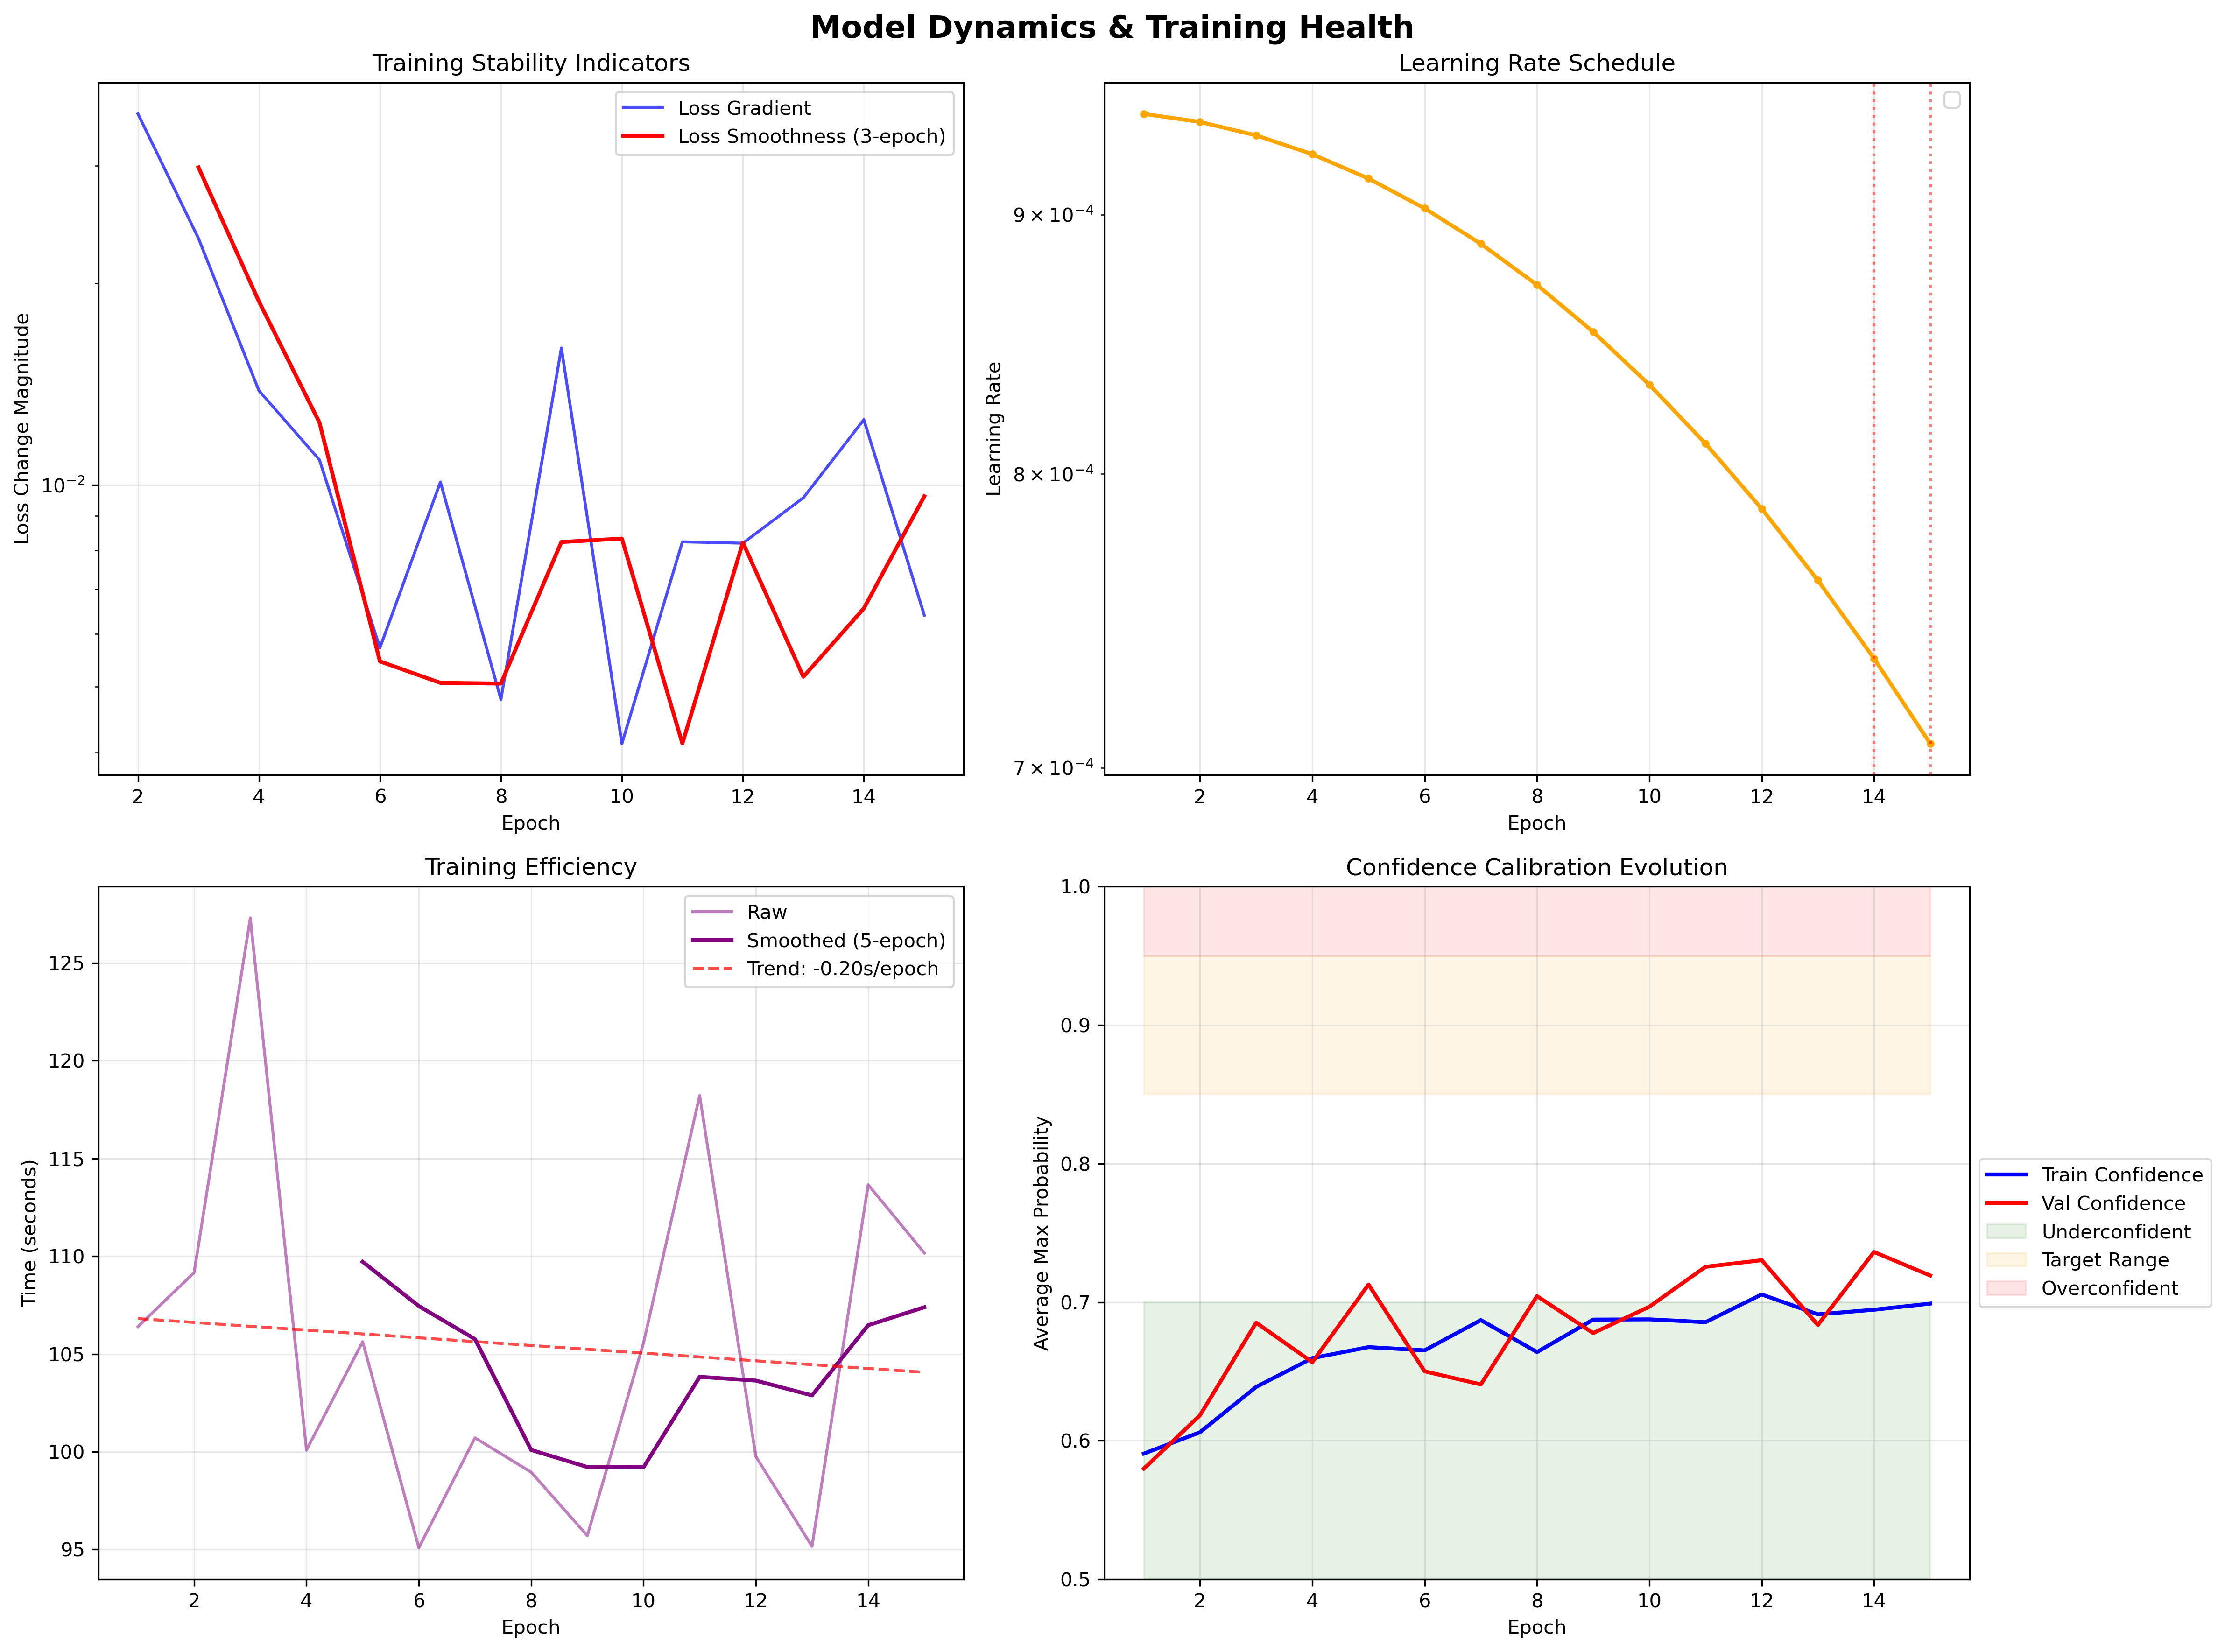 Model Dynamics & Training Health
Training Stability Indicators
Loss Gradient
Loss Smoothness (3-epoch)
Loss Change Magnitude
10⁻²
2 4 6 8 10 12 14
Epoch
Learning Rate Schedule
Learning Rate
9 × 10⁻⁴
8 × 10⁻⁴
7 × 10⁻⁴
2 4 6 8 10 12 14
Epoch
Training Efficiency
Raw
Smoothed (5-epoch)
Trend: -0.20s/epoch
Time (seconds)
125
120
115
110
105
100
95
2 4 6 8 10 12 14
Epoch
Confidence Calibration Evolution
Average Max Probability
1.0
0.9
0.8
0.7
0.6
0.5
2 4 6 8 10 12 14
Epoch
Train Confidence
Val Confidence
Underconfident
Target Range
Overconfident